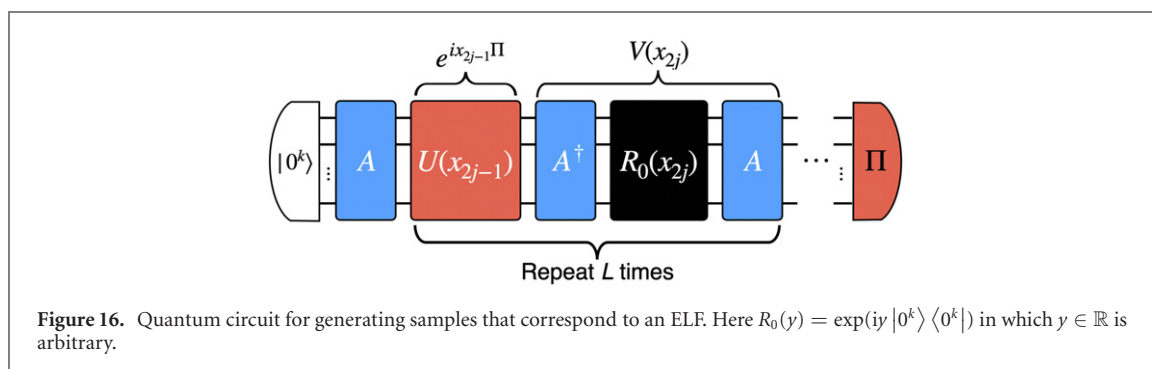 e^{ix_{2j-1}Π} V(x_{2j})
|0^k⟩ ⋮ A U(x_{2j-1}) A† R_0(x_{2j}) A ⋯ ⋮ Π
Repeat L times
Figure 16. Quantum circuit for generating samples that correspond to an ELF. Here R_0(y) = exp(iy |0^k⟩ ⟨0^k|) in which y ∈ ℝ is
arbitrary.